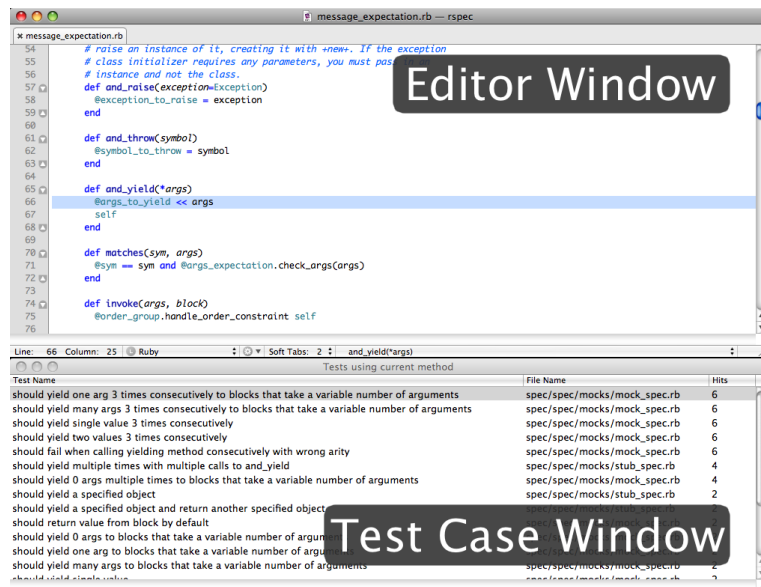 message_expectation.rb — rspec
× message_expectation.rb
54 # raise an instance of it, creating it with +new+. If the exception
55 # class initializer requires any parameters, you must pass in an
56 # instance and not the class.
57 def and_raise(exception=Exception)
58 @exception_to_raise = exception
59 end
60
61 def and_throw(symbol)
62 @symbol_to_throw = symbol
63 end
64
65 def and_yield(*args)
66 @args_to_yield << args
67 self
68 end
69
70 def matches(sym, args)
71 @sym == sym and @args_expectation.check_args(args)
72 end
73
74 def invoke(args, block)
75 @order_group.handle_order_constraint self
76
Editor Window
Line: 66 Column: 25 Ruby Soft Tabs: 2 and_yield(*args)
Tests using current method
Test Name File Name Hits
should yield one arg 3 times consecutively to blocks that take a variable number of arguments spec/spec/mocks/mock_spec.rb 6
should yield many args 3 times consecutively to blocks that take a variable number of arguments spec/spec/mocks/mock_spec.rb 6
should yield single value 3 times consecutively spec/spec/mocks/mock_spec.rb 6
should yield two values 3 times consecutively spec/spec/mocks/mock_spec.rb 6
should fail when calling yielding method consecutively with wrong arity spec/spec/mocks/mock_spec.rb 6
should yield multiple times with multiple calls to and_yield spec/spec/mocks/stub_spec.rb 4
should yield 0 args multiple times to blocks that take a variable number of arguments spec/spec/mocks/mock_spec.rb 4
should yield a specified object spec/spec/mocks/stub_spec.rb 2
should yield a specified object and return another specified object spec/spec/mocks/stub_spec.rb 2
should return value from block by default
should yield 0 args to blocks that take a variable number of
should yield one arg to blocks that take a variable number of
should yield many args to blocks that take a variable number of
should yield single value
Test Case Window